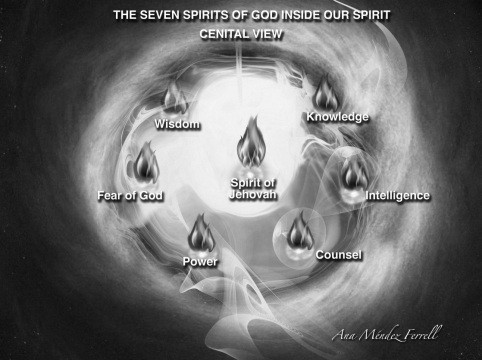 THE SEVEN SPIRITS OF GOD INSIDE OUR SPIRIT
CENITAL VIEW
Wisdom
Knowledge
Fear of God
Spirit of
Jehovah
Intelligence
Power
Counsel
Ana Méndez Ferrell